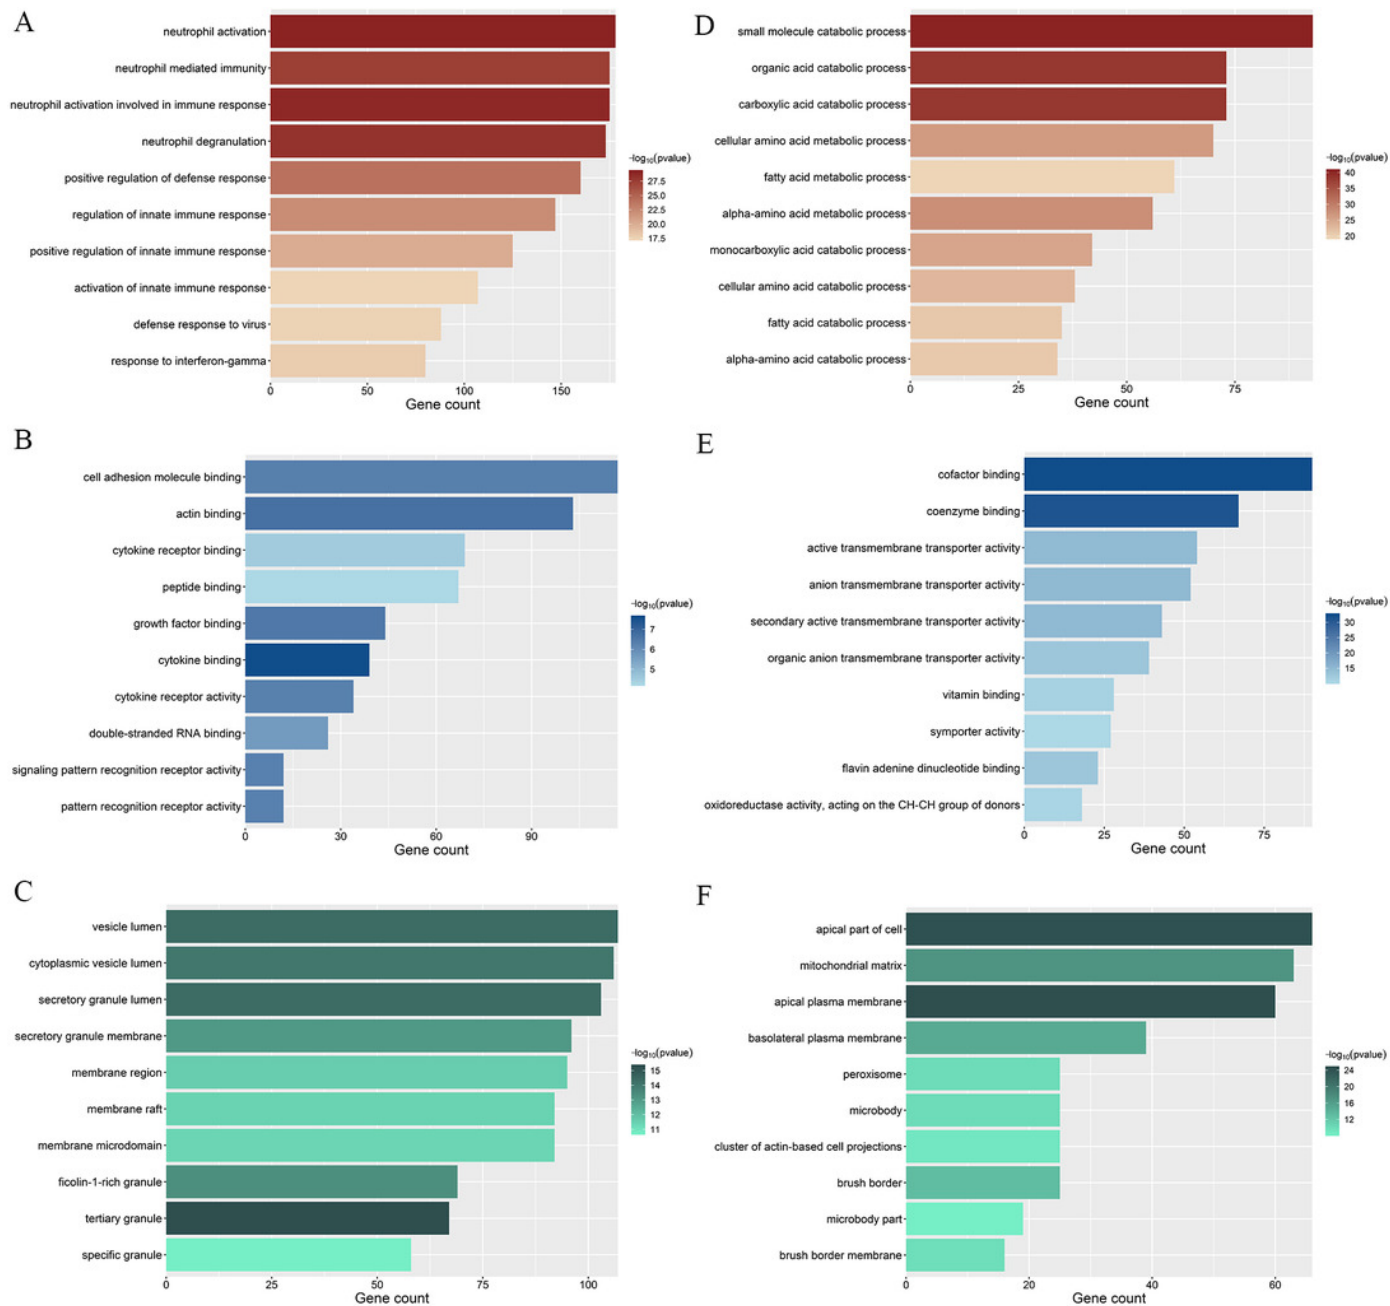 A
neutrophil activation
neutrophil mediated immunity
neutrophil activation involved in immune response
neutrophil degranulation
positive regulation of defense response
regulation of innate immune response
positive regulation of innate immune response
activation of innate immune response
defense response to virus
response to interferon-gamma
0 50 100 150
Gene count
-log10(pvalue)
27.5
25.0
22.5
20.0
17.5
D
small molecule catabolic process
organic acid catabolic process
carboxylic acid catabolic process
cellular amino acid metabolic process
fatty acid metabolic process
alpha-amino acid metabolic process
monocarboxylic acid catabolic process
cellular amino acid catabolic process
fatty acid catabolic process
alpha-amino acid catabolic process
0 25 50 75
Gene count
-log10(pvalue)
40
35
30
25
20
B
cell adhesion molecule binding
actin binding
cytokine receptor binding
peptide binding
growth factor binding
cytokine binding
cytokine receptor activity
double-stranded RNA binding
signaling pattern recognition receptor activity
pattern recognition receptor activity
0 30 60 90
Gene count
-log10(pvalue)
7
6
5
E
cofactor binding
coenzyme binding
active transmembrane transporter activity
anion transmembrane transporter activity
secondary active transmembrane transporter activity
organic anion transmembrane transporter activity
vitamin binding
symporter activity
flavin adenine dinucleotide binding
oxidoreductase activity, acting on the CH-CH group of donors
0 25 50 75
Gene count
-log10(pvalue)
30
25
20
15
C
vesicle lumen
cytoplasmic vesicle lumen
secretory granule lumen
secretory granule membrane
membrane region
membrane raft
membrane microdomain
ficolin-1-rich granule
tertiary granule
specific granule
0 25 50 75 100
Gene count
-log10(pvalue)
15
14
13
12
11
F
apical part of cell
mitochondrial matrix
apical plasma membrane
basolateral plasma membrane
peroxisome
microbody
cluster of actin-based cell projections
brush border
microbody part
brush border membrane
0 20 40 60
Gene count
-log10(pvalue)
24
20
16
12